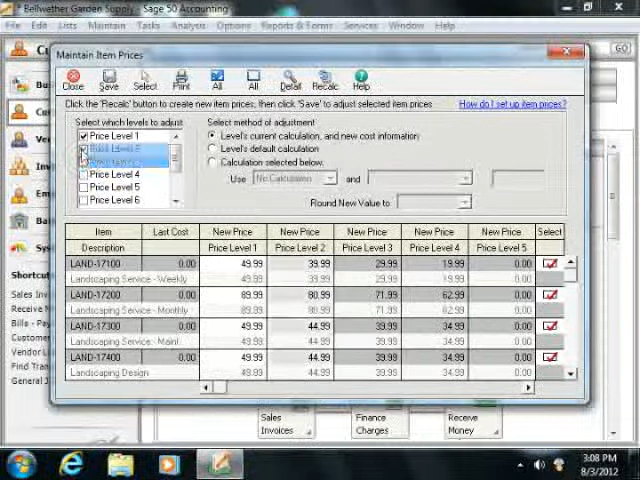 * Bellwether Garden Supply - Sage 50 Accounting
File Edit Lists Maintain Tasks Analysis Options Reports & Forms Services Window Help
GO
Maintain Item Prices
Close Save Select Print All All Detail Recalc Help
Click the 'Recalc' button to create new item prices, then click 'Save' to adjust selected item prices
How do I set up item prices?
Select which levels to adjust
Price Level 1
Price Level 4
Price Level 5
Price Level 6
Select method of adjustment
Level's current calculation, and new cost information
Level's default calculation
Calculation selected below.
Use No Calculation and
Round New Value to
Item Last Cost New Price New Price New Price New Price New Price Select
Description Price Level 1 Price Level 2 Price Level 3 Price Level 4 Price Level 5
LAND-17100 0.00 49.99 39.99 29.99 19.99 0.00
Landscaping Service - Weekly 49.99 39.99 29.99 19.99 0.00
LAND-17200 0.00 89.99 80.99 71.99 62.99 0.00
Landscaping Service - Monthly 89.99 80.99 71.99 62.99 0.00
LAND-17300 0.00 49.99 44.99 39.99 34.99 0.00
Landscaping Service: Maint 49.99 44.99 39.99 34.99 0.00
LAND-17400 0.00 49.99 44.99 39.99 34.99 0.00
Landscaping Design 49.99 44.99 39.99 34.99 0.00
Shortcut
Sales Invoic
Receive M
Bills - Pay
Customer
Vendor L
Find Tran
General J
Sales
Invoices
Finance
Charges
Receive
Money
3:08 PM
8/3/2012